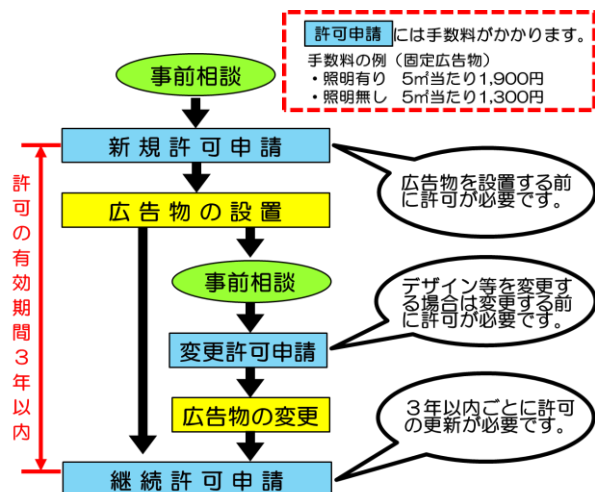 許可申請 には手数料がかかります。
手数料の例(固定広告物)
・照明有り 5㎡当たり1,900円
・照明無し 5㎡当たり1,300円
事前相談
新規許可申請
広告物を設置する前
に許可が必要です。
広告物の設置
許可の有効期間3年以内
事前相談
デザイン等を変更す
る場合は変更する前
に許可が必要です。
変更許可申請
広告物の変更
3年以内ごとに許可
の更新が必要です。
継続許可申請